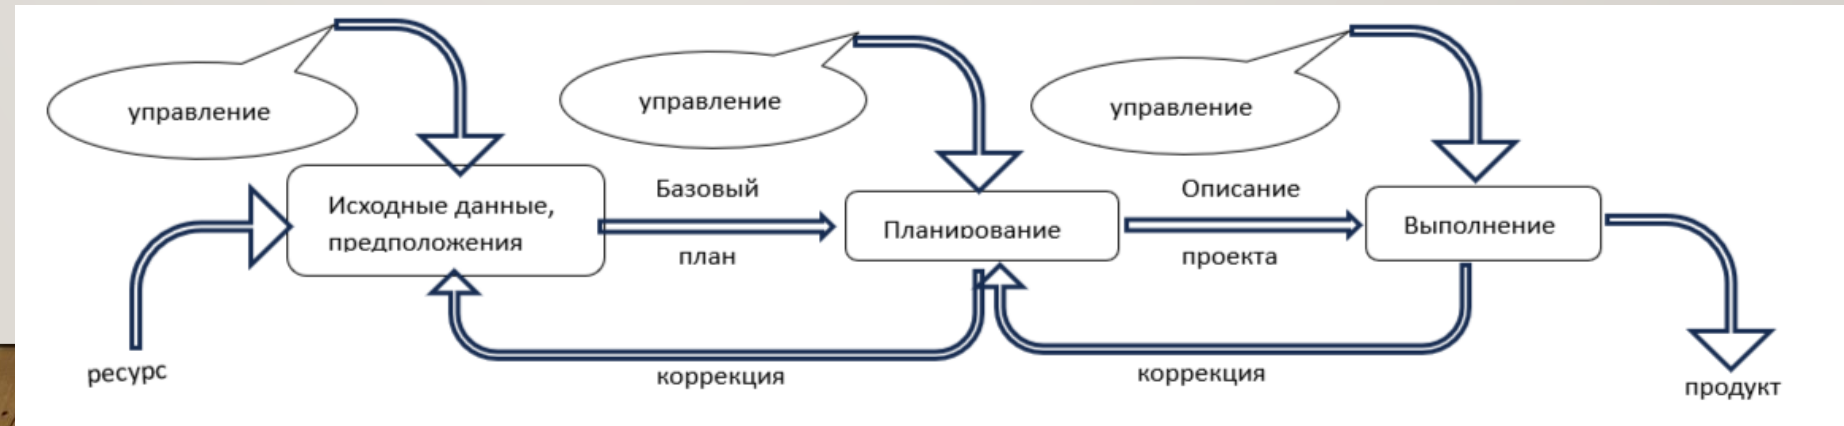 управление
управление
управление
Исходные данные,
предположения
Базовый
план
Планирование
Описание
проекта
Выполнение
ресурс
коррекция
коррекция
продукт